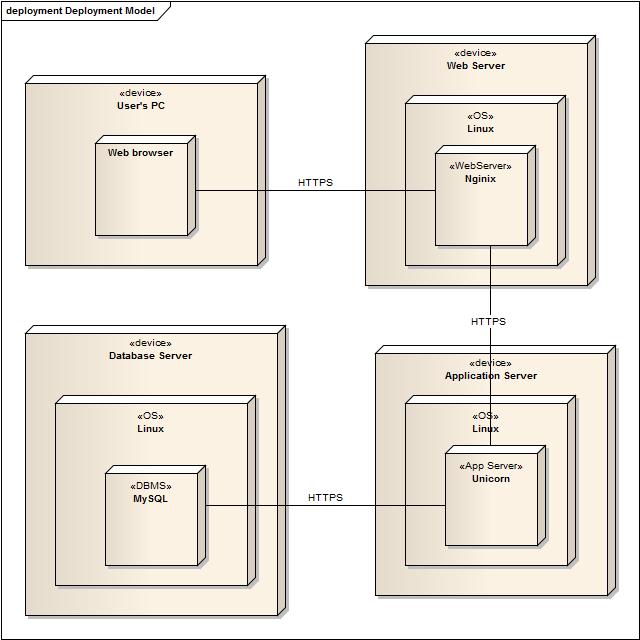 deployment Deployment Model
«device»
User's PC
Web browser
HTTPS
«device»
Web Server
«OS»
Linux
«WebServer»
Nginix
HTTPS
«device»
Database Server
«OS»
Linux
«DBMS»
MySQL
HTTPS
«device»
Application Server
«OS»
Linux
«App Server»
Unicorn